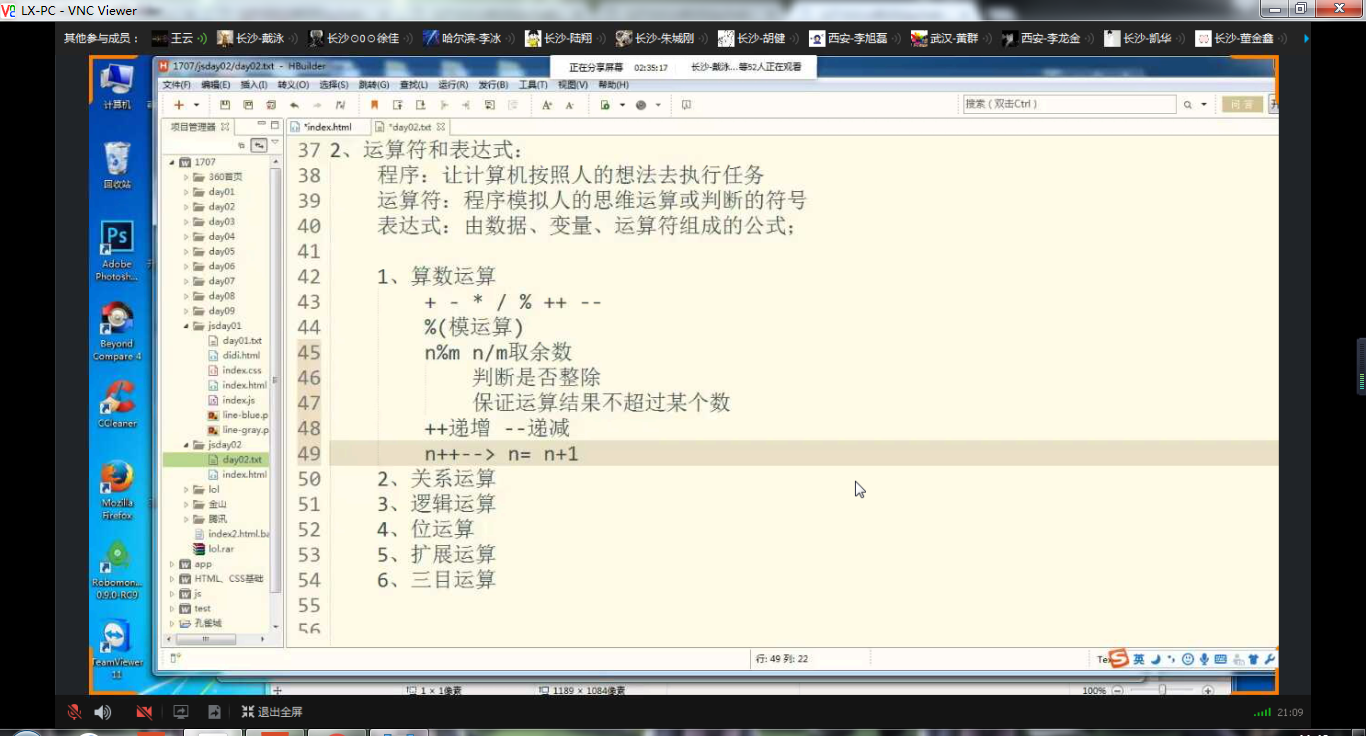 LX-PC - VNC Viewer
其他参与成员：
王云
长沙-戴泳
长沙⊙0⊙徐佳
哈尔滨-李冰
长沙-陆翔
长沙-朱城刚
长沙-胡健
西安-李旭磊
武汉-黄群
西安-李龙金
长沙-凯华
长沙-董金鑫
1707/jsday02/day02.txt - HBuilder
正在分享屏幕 02:35:17 长沙-戴泳...等52人正在观看
文件(F) 编辑(E) 插入(I) 转义(O) 选择(S) 跳转(G) 查找(L) 运行(R) 发行(B) 工具(T) 视图(V) 帮助(H)
搜索（双击Ctrl）
问 言
计算机
回收站
Ps
Adobe
Photosh...
Beyond
Compare 4
CCleaner
Mozilla
Firefox
Robomon...
0.9.0-RC9
TeamViewer
11
项目管理器
1707
360首页
day01
day02
day03
day04
day05
day06
day07
day08
day09
jsday01
day01.txt
didi.html
index.css
index.html
index.js
line-blue.p
line-gray.p
jsday02
day02.txt
index.html
lol
金山
腾讯
index2.html.ba
lol.rar
app
HTML、CSS基础
js
test
孔雀城
*index.html
*day02.txt
37 2、运算符和表达式：
38 程序：让计算机按照人的想法去执行任务
39 运算符：程序模拟人的思维运算或判断的符号
40 表达式：由数据、变量、运算符组成的公式；
41
42 1、算数运算
43 + - * / % ++ --
44 %(模运算)
45 n%m n/m取余数
46 判断是否整除
47 保证运算结果不超过某个数
48 ++递增 --递减
49 n++--> n= n+1
50 2、关系运算
51 3、逻辑运算
52 4、位运算
53 5、扩展运算
54 6、三目运算
55
56
行: 49 列: 22
英
1 × 1像素
1189 × 1084像素
100%
退出全屏
21:09